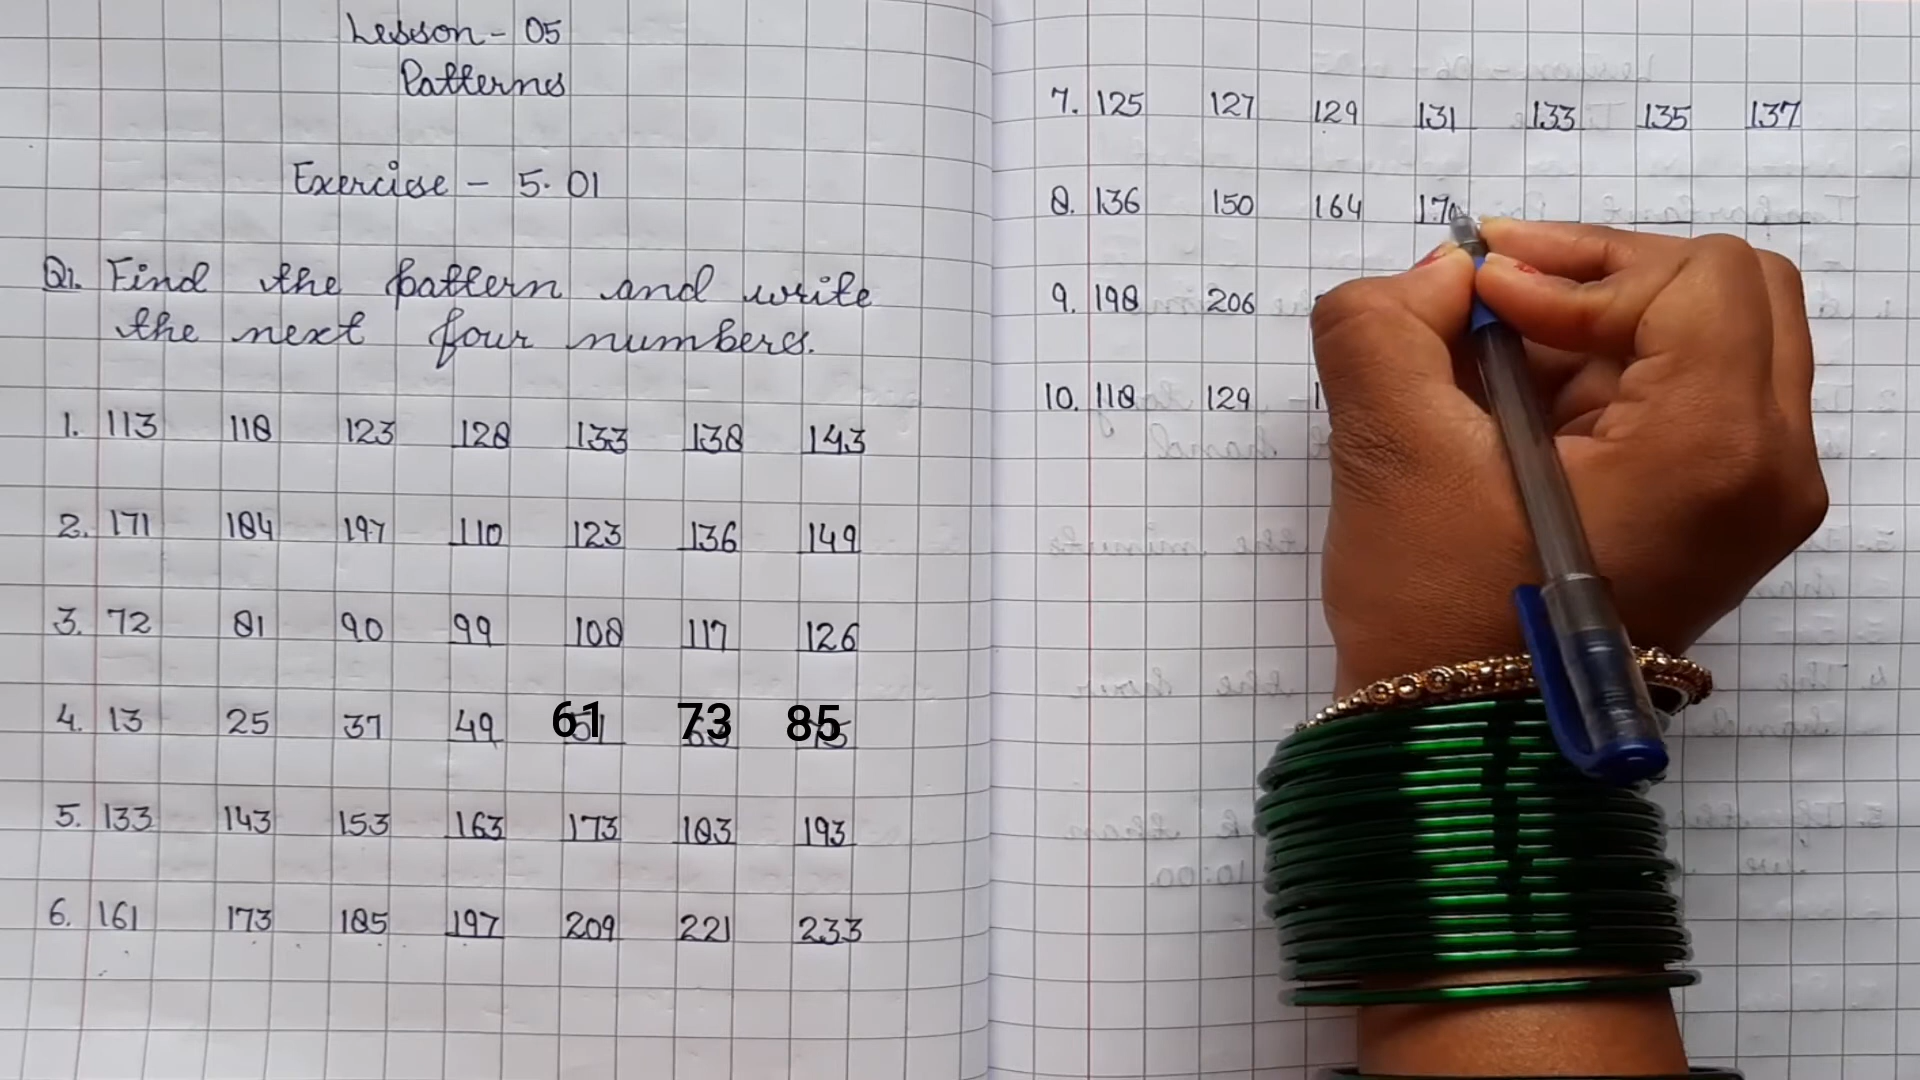 Lesson - 05
Patterns
Exercise - 5.01
Q1. Find the pattern and write
the next four numbers.
1. 113 118 123 128 133 138 143
2. 171 184 197 110 123 136 149
3. 72 81 90 99 108 117 126
4. 13 25 37 49 61 73 85
5. 133 143 153 163 173 183 193
6. 161 173 185 197 209 221 233
7. 125 127 129 131 133 135 137
8. 136 150 164
9. 198 206
10. 118 129